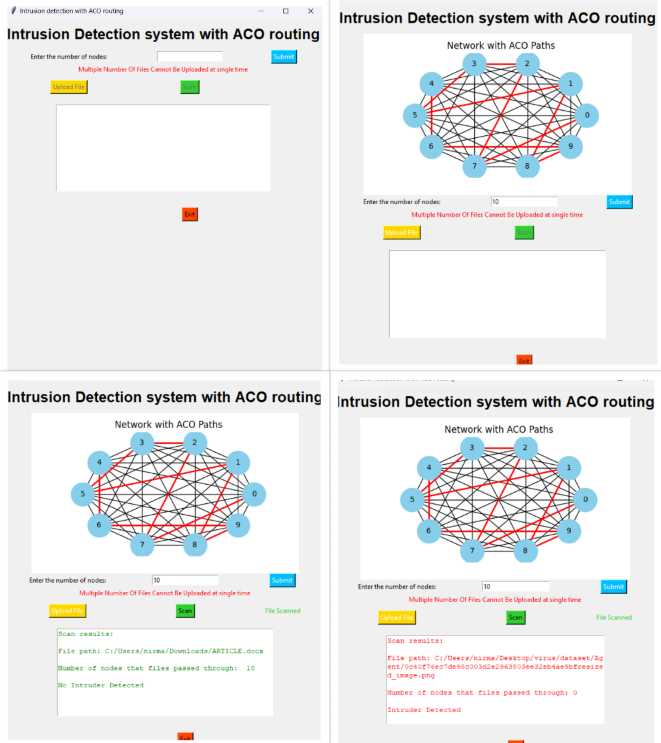 Intrusion detection with ACO routing
Intrusion Detection system with ACO routing
Enter the number of nodes:
Submit
Multiple Number Of Files Cannot Be Uploaded at single time
Upload File
Scan
Exit
Intrusion Detection system with ACO routing
Network with ACO Paths
3
2
4
1
5
0
6
9
7
8
Enter the number of nodes:
10
Submit
Multiple Number Of Files Cannot Be Uploaded at single time
Upload File
Scan
Exit
Intrusion Detection system with ACO routing
Network with ACO Paths
3
2
4
1
5
0
6
9
7
8
Enter the number of nodes:
10
Submit
Multiple Number Of Files Cannot Be Uploaded at single time
Upload File
Scan
File Scanned
Scan results:
File path: C:/Users/nirma/Downloads/ARTICLE.docx
Number of nodes that files passed through: 10
No Intruder Detected
Exit
Intrusion Detection system with ACO routing
Network with ACO Paths
3
2
4
1
5
0
6
9
7
8
Enter the number of nodes:
10
Submit
Multiple Number Of Files Cannot Be Uploaded at single time
Upload File
Scan
File Scanned
Scan results:
File path: C:/Users/nirma/Desktop/virus/dataset/Ag
d_image.png
Number of nodes that files passed through: 0
Intruder Detected